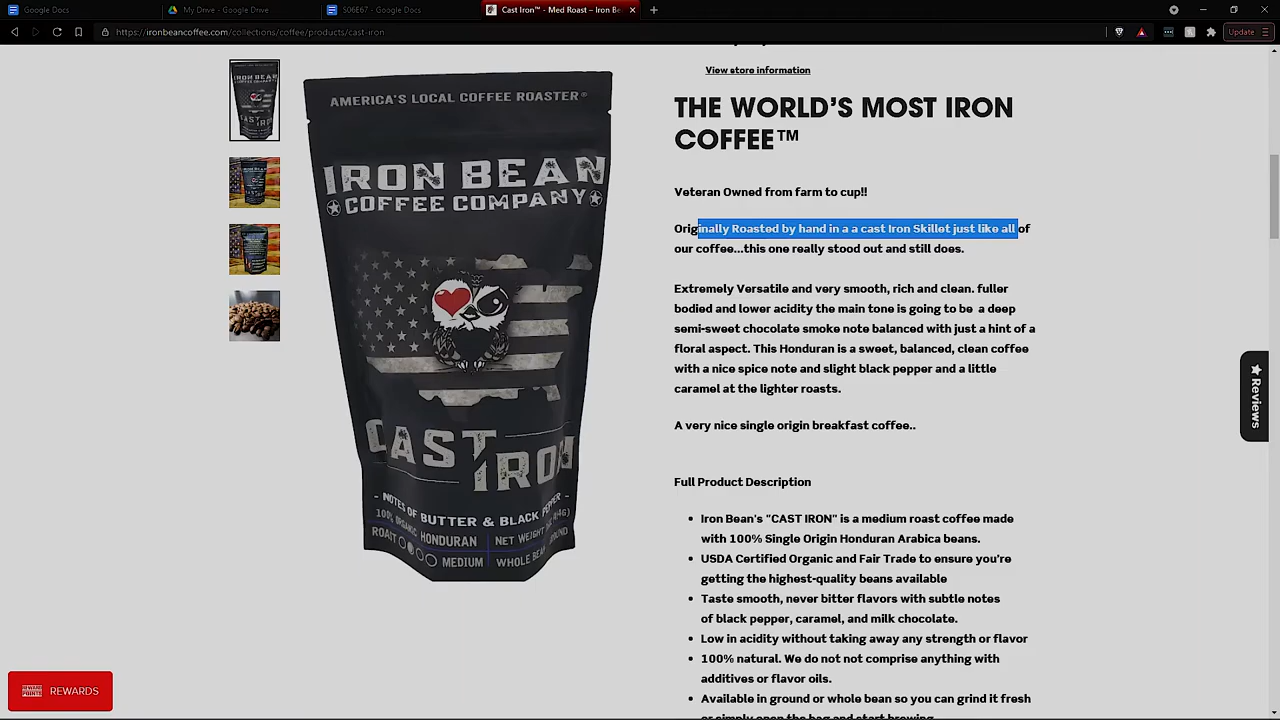 Google Docs
My Drive - Google Drive
S06E67 - Google Docs
Cast Iron™ - Med Roast – Iron Be
https://ironbeancoffee.com/collections/coffee/products/cast-iron
Update
View store information
THE WORLD'S MOST IRON
COFFEE™
Veteran Owned from farm to cup!!
Originally Roasted by hand in a a cast Iron Skillet just like all of
our coffee...this one really stood out and still does.
Extremely Versatile and very smooth, rich and clean. fuller
bodied and lower acidity the main tone is going to be a deep
semi-sweet chocolate smoke note balanced with just a hint of a
floral aspect. This Honduran is a sweet, balanced, clean coffee
with a nice spice note and slight black pepper and a little
caramel at the lighter roasts.
A very nice single origin breakfast coffee..
Full Product Description
Iron Bean's "CAST IRON" is a medium roast coffee made
with 100% Single Origin Honduran Arabica beans.
USDA Certified Organic and Fair Trade to ensure you're
getting the highest-quality beans available
Taste smooth, never bitter flavors with subtle notes
of black pepper, caramel, and milk chocolate.
Low in acidity without taking away any strength or flavor
100% natural. We do not not comprise anything with
additives or flavor oils.
Available in ground or whole bean so you can grind it fresh
or simply open the bag and start brewing
AMERICA'S LOCAL COFFEE ROASTER®
IRON BEAN
COFFEE COMPANY
CAST IRON
- NOTES OF BUTTER & BLACK PEPPER -
100% ORGANIC HONDURAN
NET WEIGHT
ROAST MEDIUM
WHOLE BEAN
Reviews
REWARDS